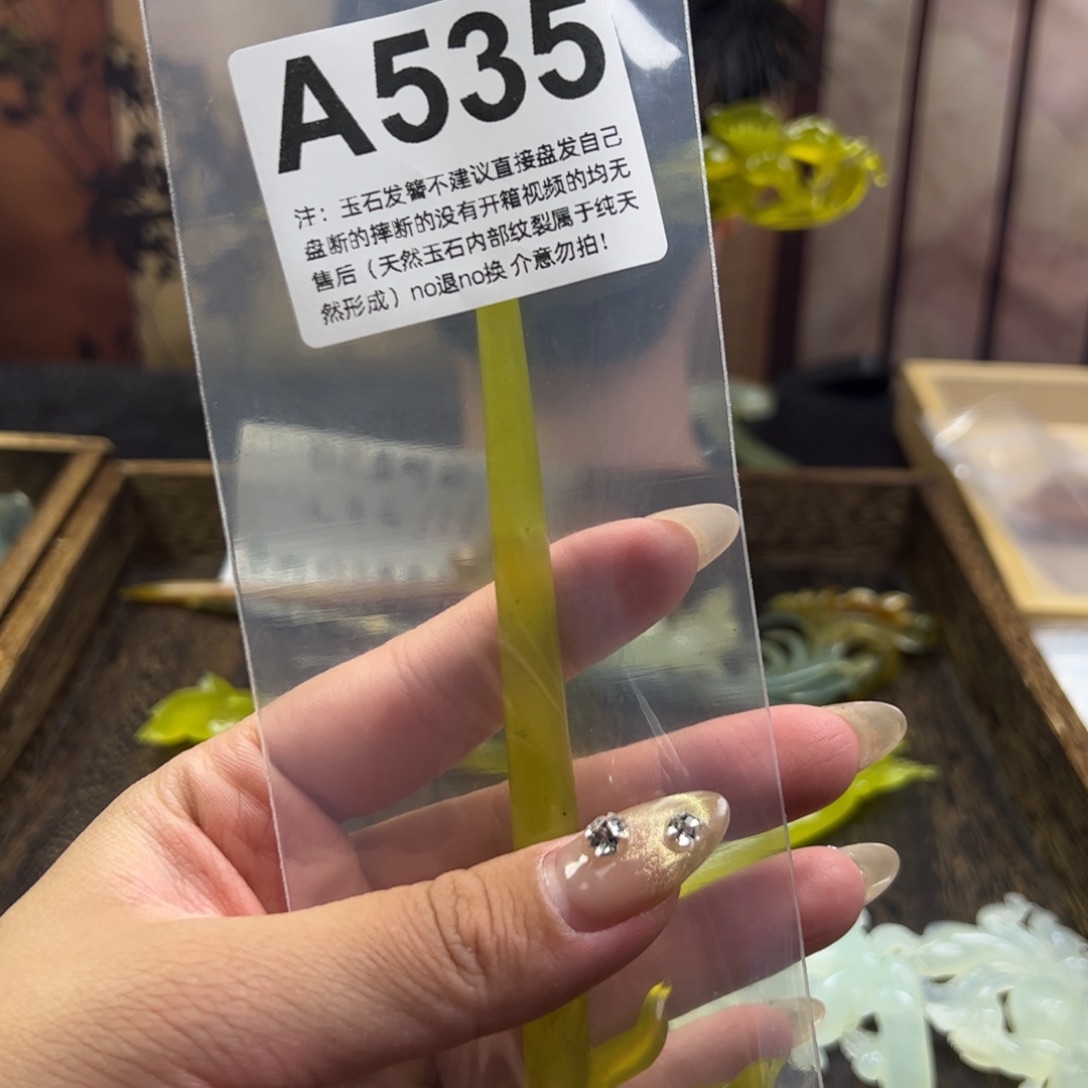 A535
注：玉石发簪不建议直接盘发自己
盘断的摔断的没有开箱视频的均无
售后（天然玉石内部纹裂属于纯天
然形成）no退no换 介意勿拍！